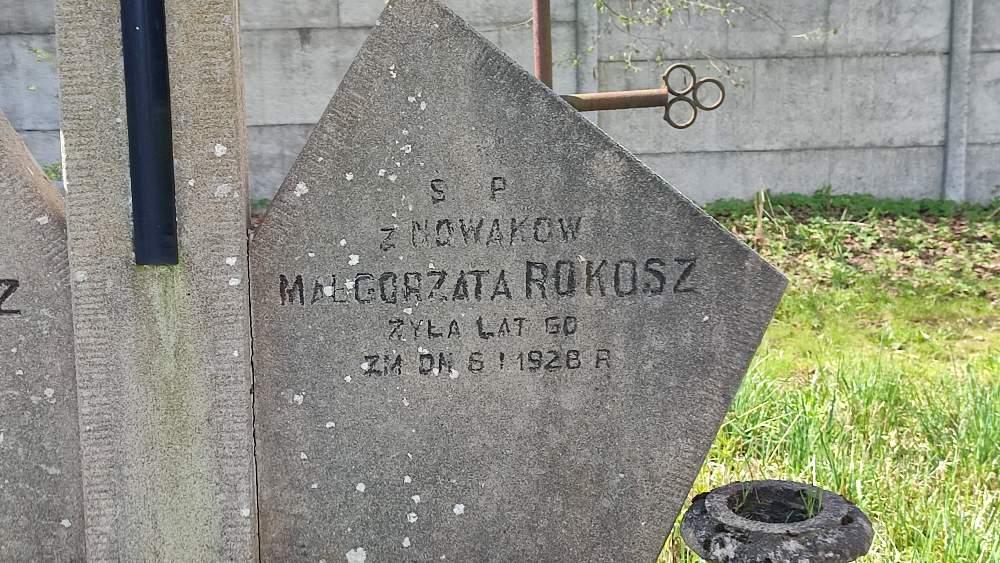 S P
Z NOWAKÓW
MAŁGORZATA ROKOSZ
ŻYŁA LAT 60
ZM DN 6 I 1928 R
Z